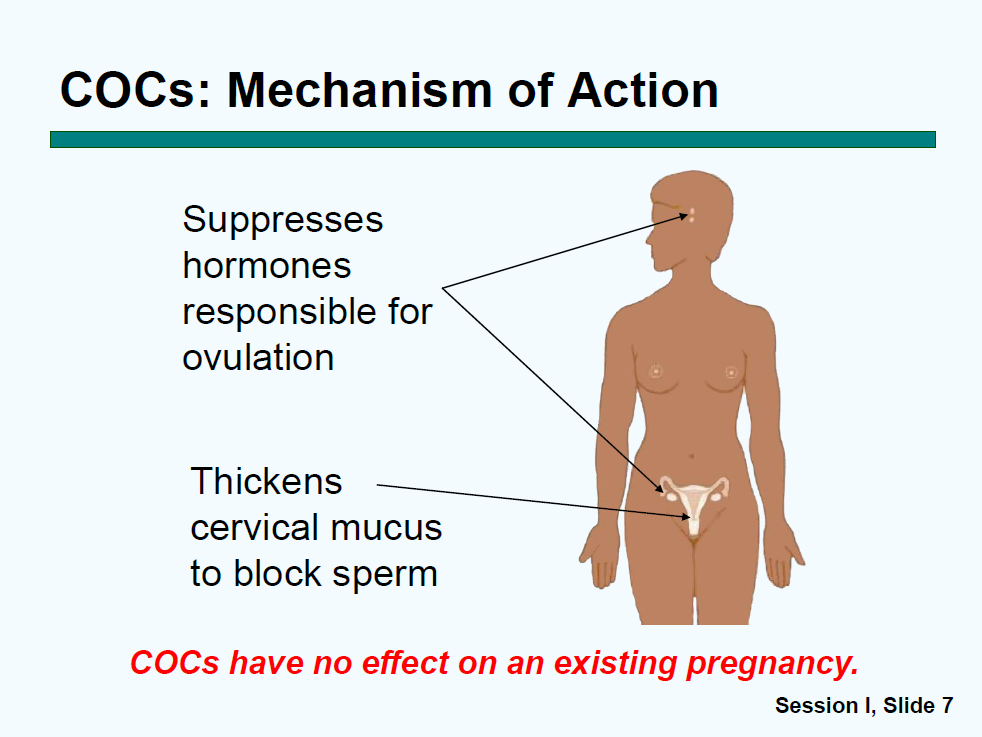 COCs: Mechanism of Action
Suppresses
hormones
responsible for
ovulation
Thickens
cervical mucus
to block sperm
COCs have no effect on an existing pregnancy.
Session I, Slide 7